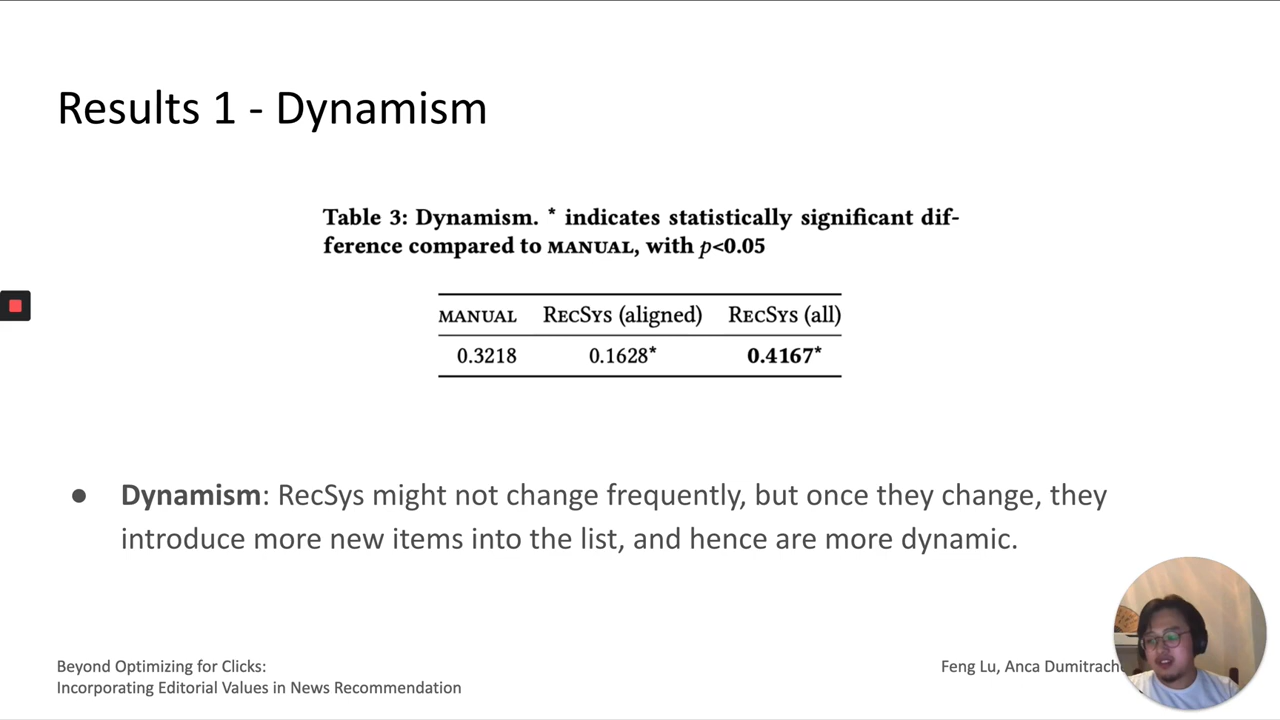 Results 1 - Dynamism
Table 3: Dynamism. * indicates statistically significant dif-
ference compared to MANUAL, with p<0.05
MANUAL RECSYS (aligned) RECSYS (all)
0.3218 0.1628* 0.4167*
● Dynamism: RecSys might not change frequently, but once they change, they
introduce more new items into the list, and hence are more dynamic.
Beyond Optimizing for Clicks:
Incorporating Editorial Values in News Recommendation
Feng Lu, Anca